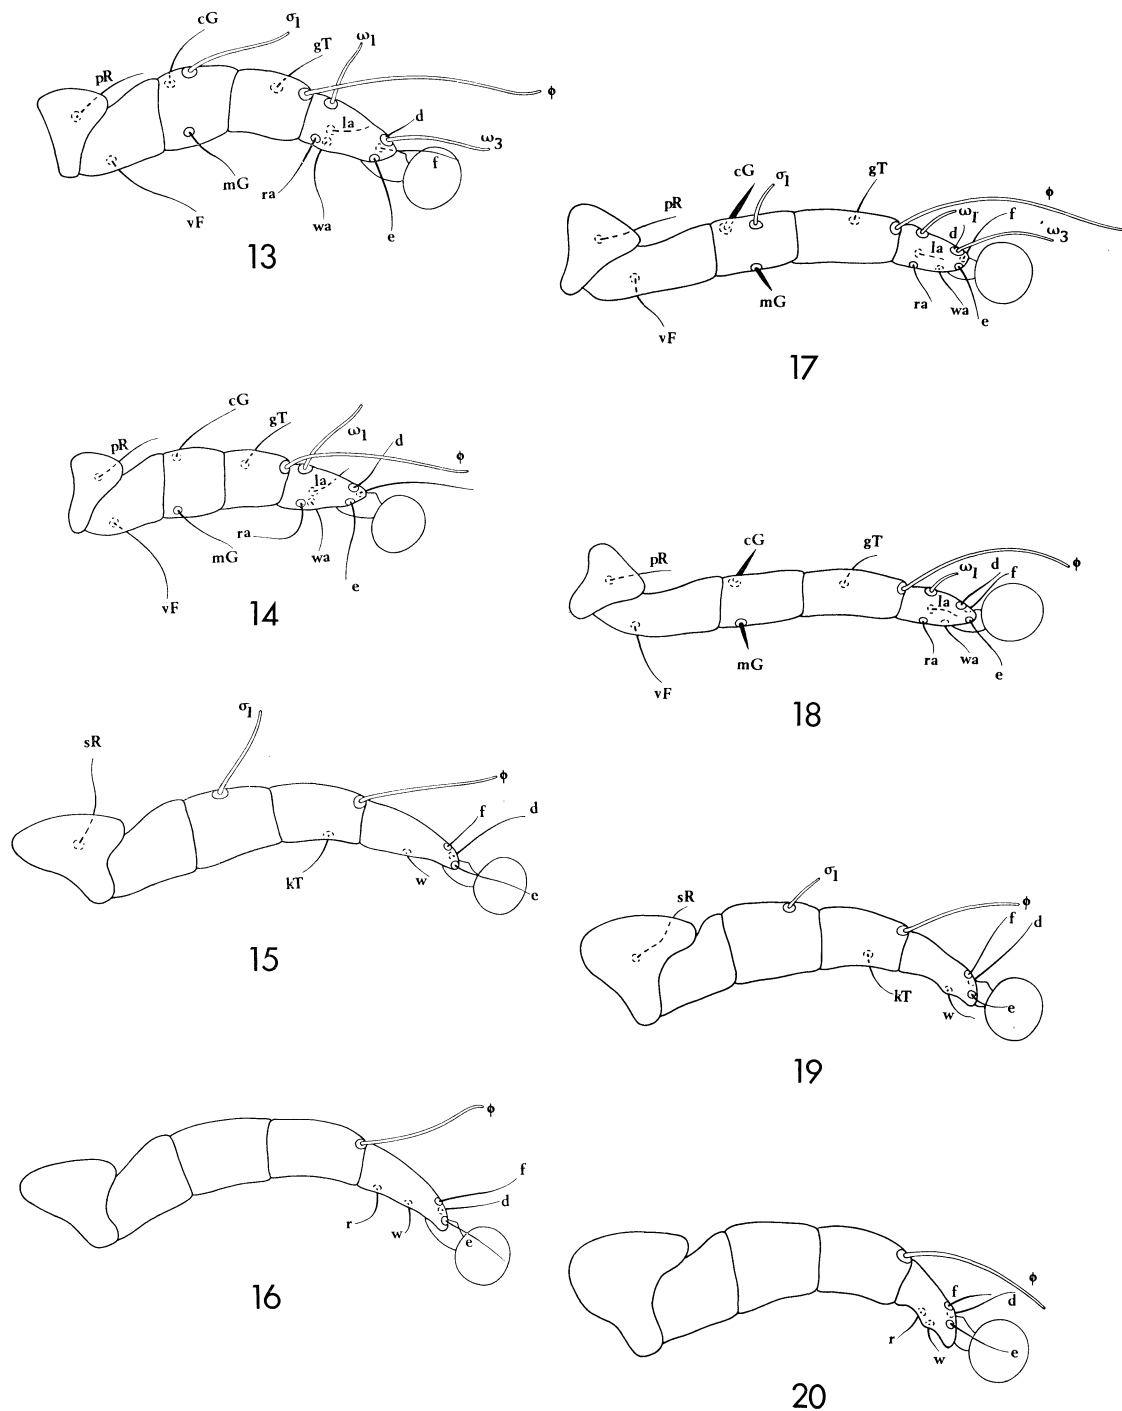 cG σ1 ω1
gT
pR ϕ
la d
ω3
f
mG ra
vF wa e
13
cG
gT ω1 d
pR ϕ
la
ra
mG wa
e
vF
14
σ1
sR
ϕ
f d
kT w e
15
ϕ
f
d
r w e
16
gT
cG σ1
ϕ
pR ω1 f
d ω3
la
mG ra wa
e
vF
17
cG gT
pR ω1 d ϕ
f
la
mG ra wa
e
vF
18
σ1
sR
ϕ
f d
kT
w e
19
ϕ
f
d
r
w e
20